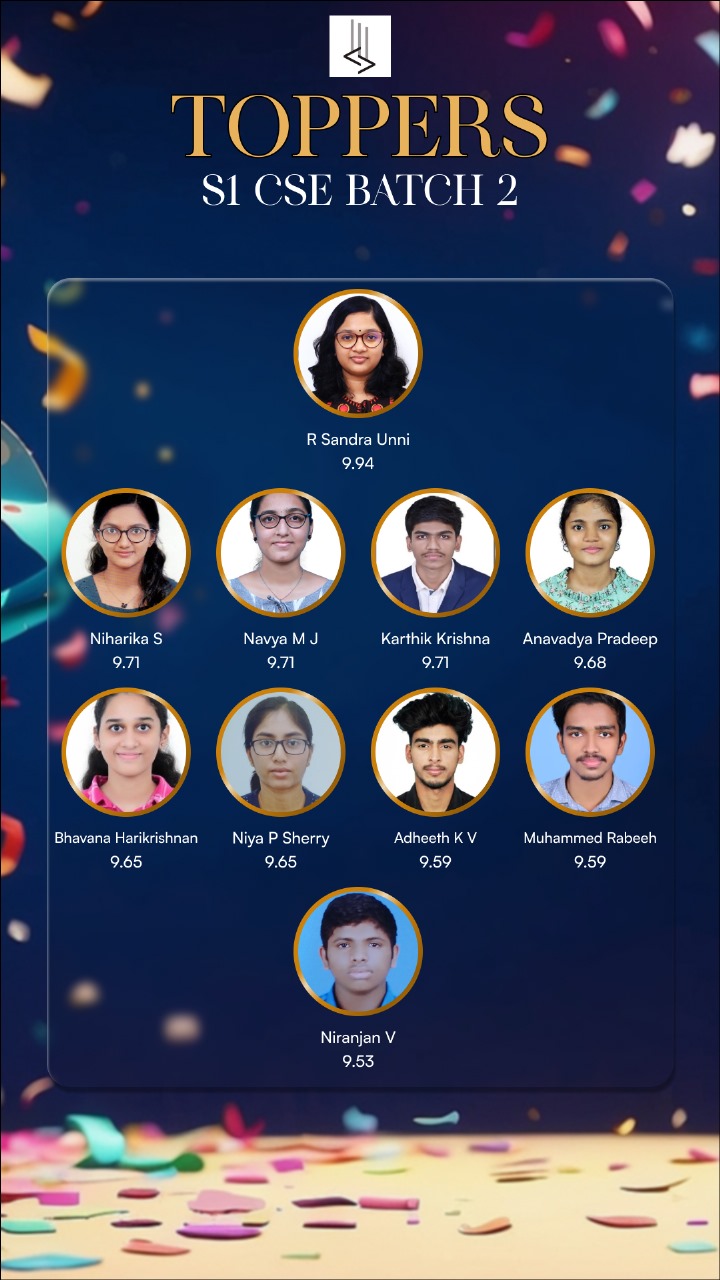 TOPPERS
S1 CSE BATCH 2
R Sandra Unni
9.94
Niharika S
9.71
Navya M J
9.71
Karthik Krishna
9.71
Anavadya Pradeep
9.68
Bhavana Harikrishnan
9.65
Niya P Sherry
9.65
Adheeth K V
9.59
Muhammed Rabeeh
9.59
Niranjan V
9.53